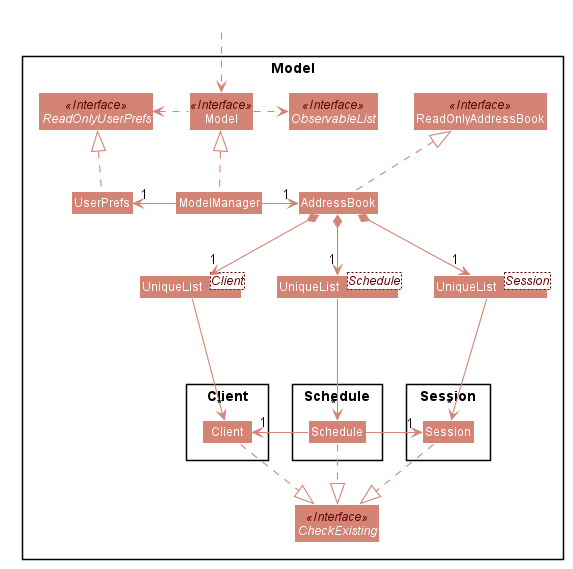 Model
«Interface»
ReadOnlyUserPrefs
«Interface»
Model
«Interface»
ObservableList
«Interface»
ReadOnlyAddressBook
UserPrefs
1
ModelManager
1
AddressBook
1
1
1
UniqueList
Client
UniqueList
Schedule
UniqueList
Session
Client
Schedule
Session
*
*
*
Client
1
Schedule
1
Session
«Interface»
CheckExisting